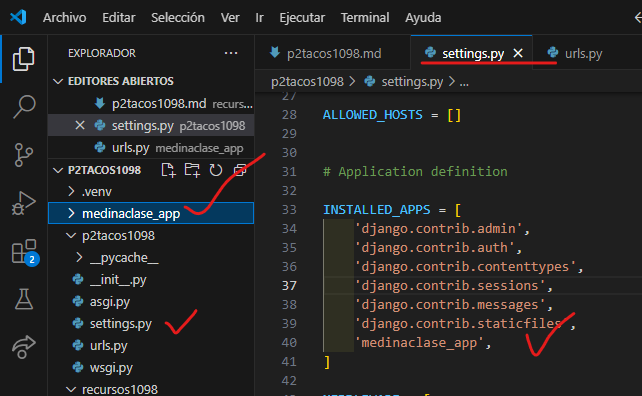 Archivo Editar Selección Ver Ir Ejecutar Terminal Ayuda
EXPLORADOR ...
EDITORES ABIERTOS
p2tacos1098.md recurs...
settings.py p2tacos1098
urls.py medinaclase_app
P2TACOS1098
.venv
medinaclase_app
p2tacos1098
__pycache__
__init__.py
asgi.py
settings.py
urls.py
wsgi.py
recursos1098
2
p2tacos1098.md settings.py urls.py
p2tacos1098 > settings.py > ...
27
28 ALLOWED_HOSTS = []
29
30
31 # Application definition
32
33 INSTALLED_APPS = [
34 'django.contrib.admin',
35 'django.contrib.auth',
36 'django.contrib.contenttypes',
37 'django.contrib.sessions',
38 'django.contrib.messages',
39 'django.contrib.staticfiles',
40 'medinaclase_app',
41 ]
42